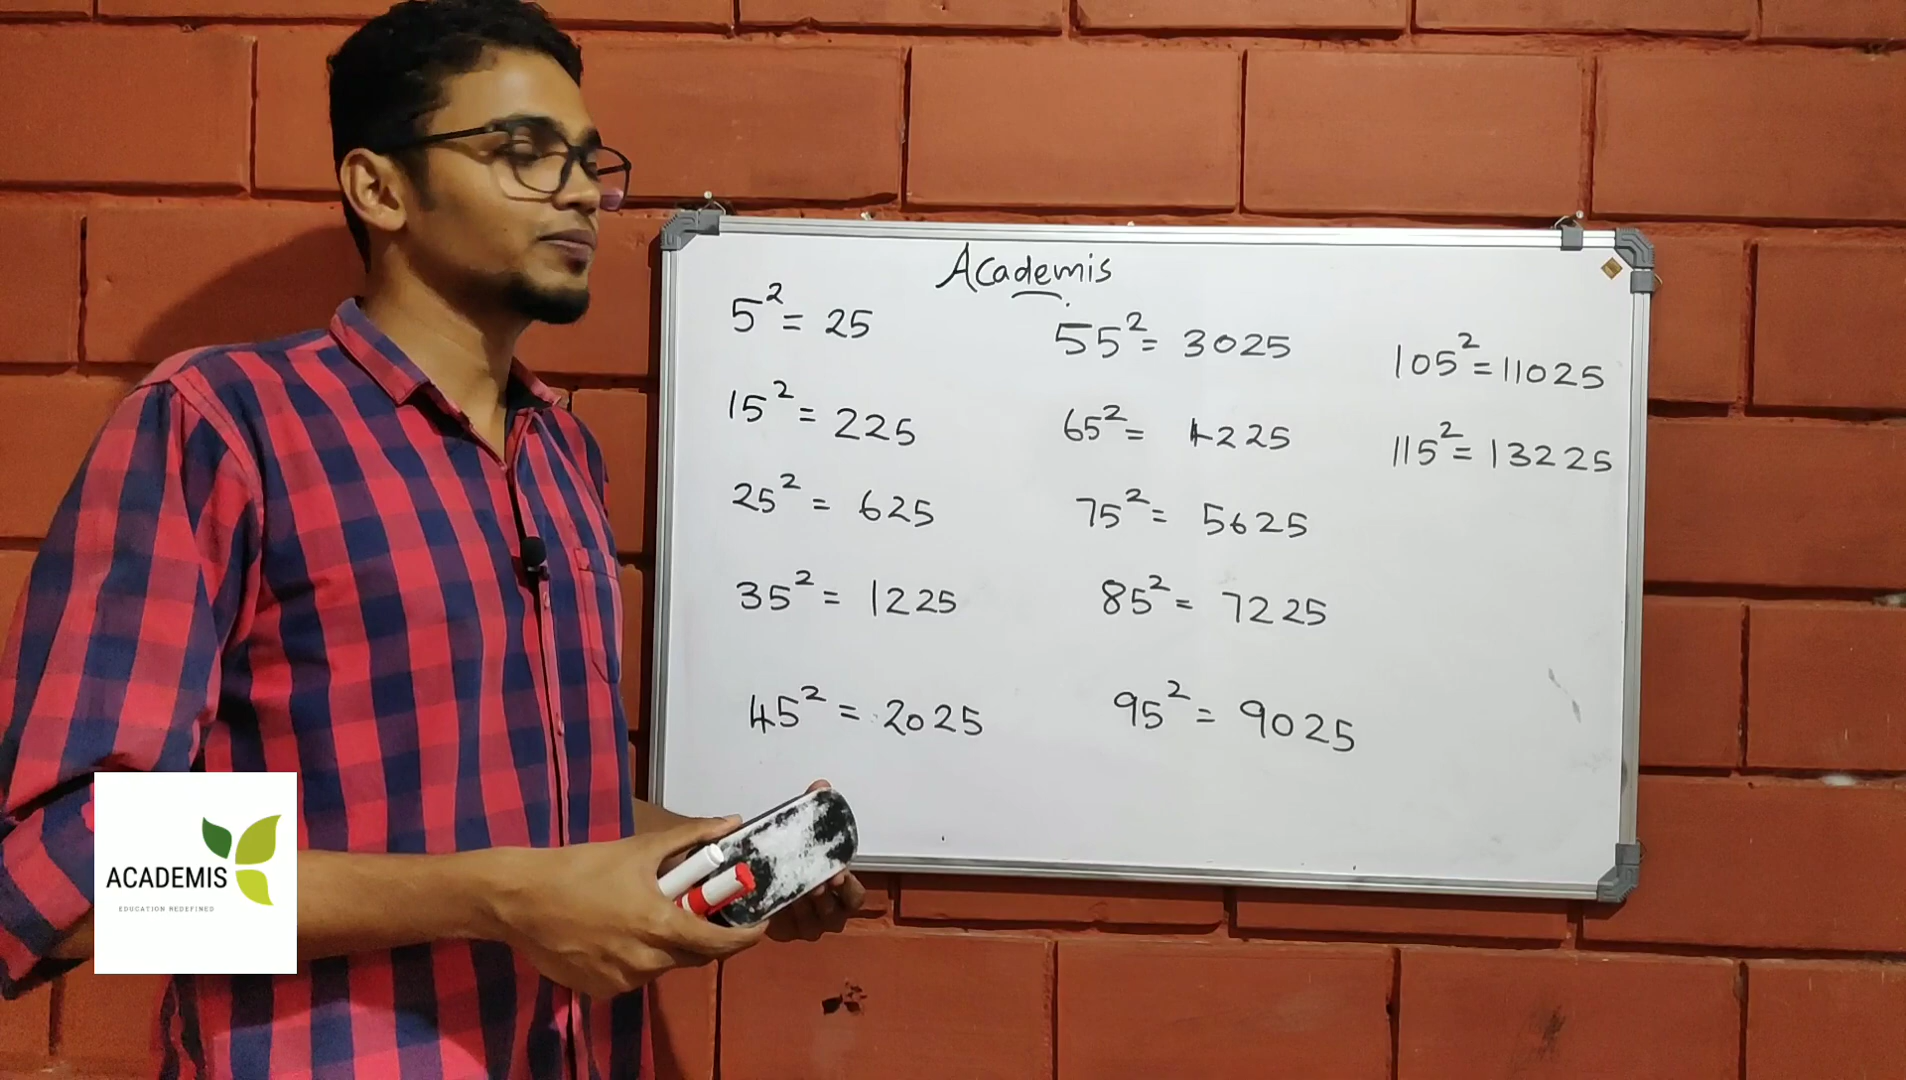 Academis
5² = 25
15² = 225
25² = 625
35² = 1225
45² = 2025
55² = 3025
65² = 4225
75² = 5625
85² = 7225
95² = 9025
105² = 11025
115² = 13225
ACADEMIS
EDUCATION REDEFINED